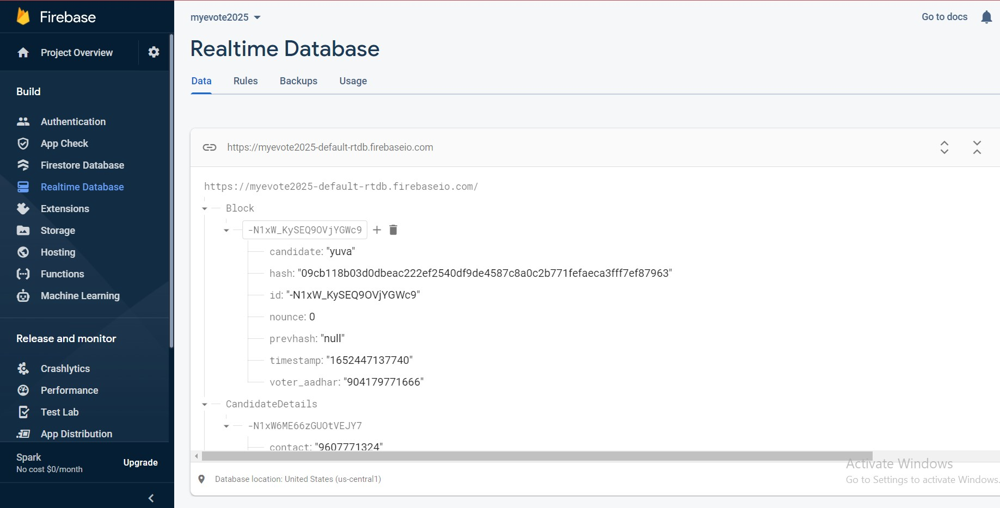 Firebase
Project Overview
Build
Authentication
App Check
Firestore Database
Realtime Database
Extensions
Storage
Hosting
Functions
Machine Learning
Release and monitor
Crashlytics
Performance
Test Lab
App Distribution
Spark
No cost $0/month
Upgrade
myevote2025
Go to docs
Realtime Database
Data Rules Backups Usage
https://myevote2025-default-rtdb.firebaseio.com
https://myevote2025-default-rtdb.firebaseio.com/
Block
-N1xW_KySEQ9OVjYGWc9
candidate: "yuva"
hash: "09cb118b03d0dbeac222ef2540df9de4587c8a0c2b771fefaeca3fff7ef87963"
id: "-N1xW_KySEQ9OVjYGWc9"
nounce: 0
prevhash: "null"
timestamp: "1652447137740"
voter_aadhar: "904179771666"
CandidateDetails
-N1xW6ME66zGUOtVEJY7
contact: "9607771324"
Database location: United States (us-central1)
Activate Windows
Go to Settings to activate Windows.